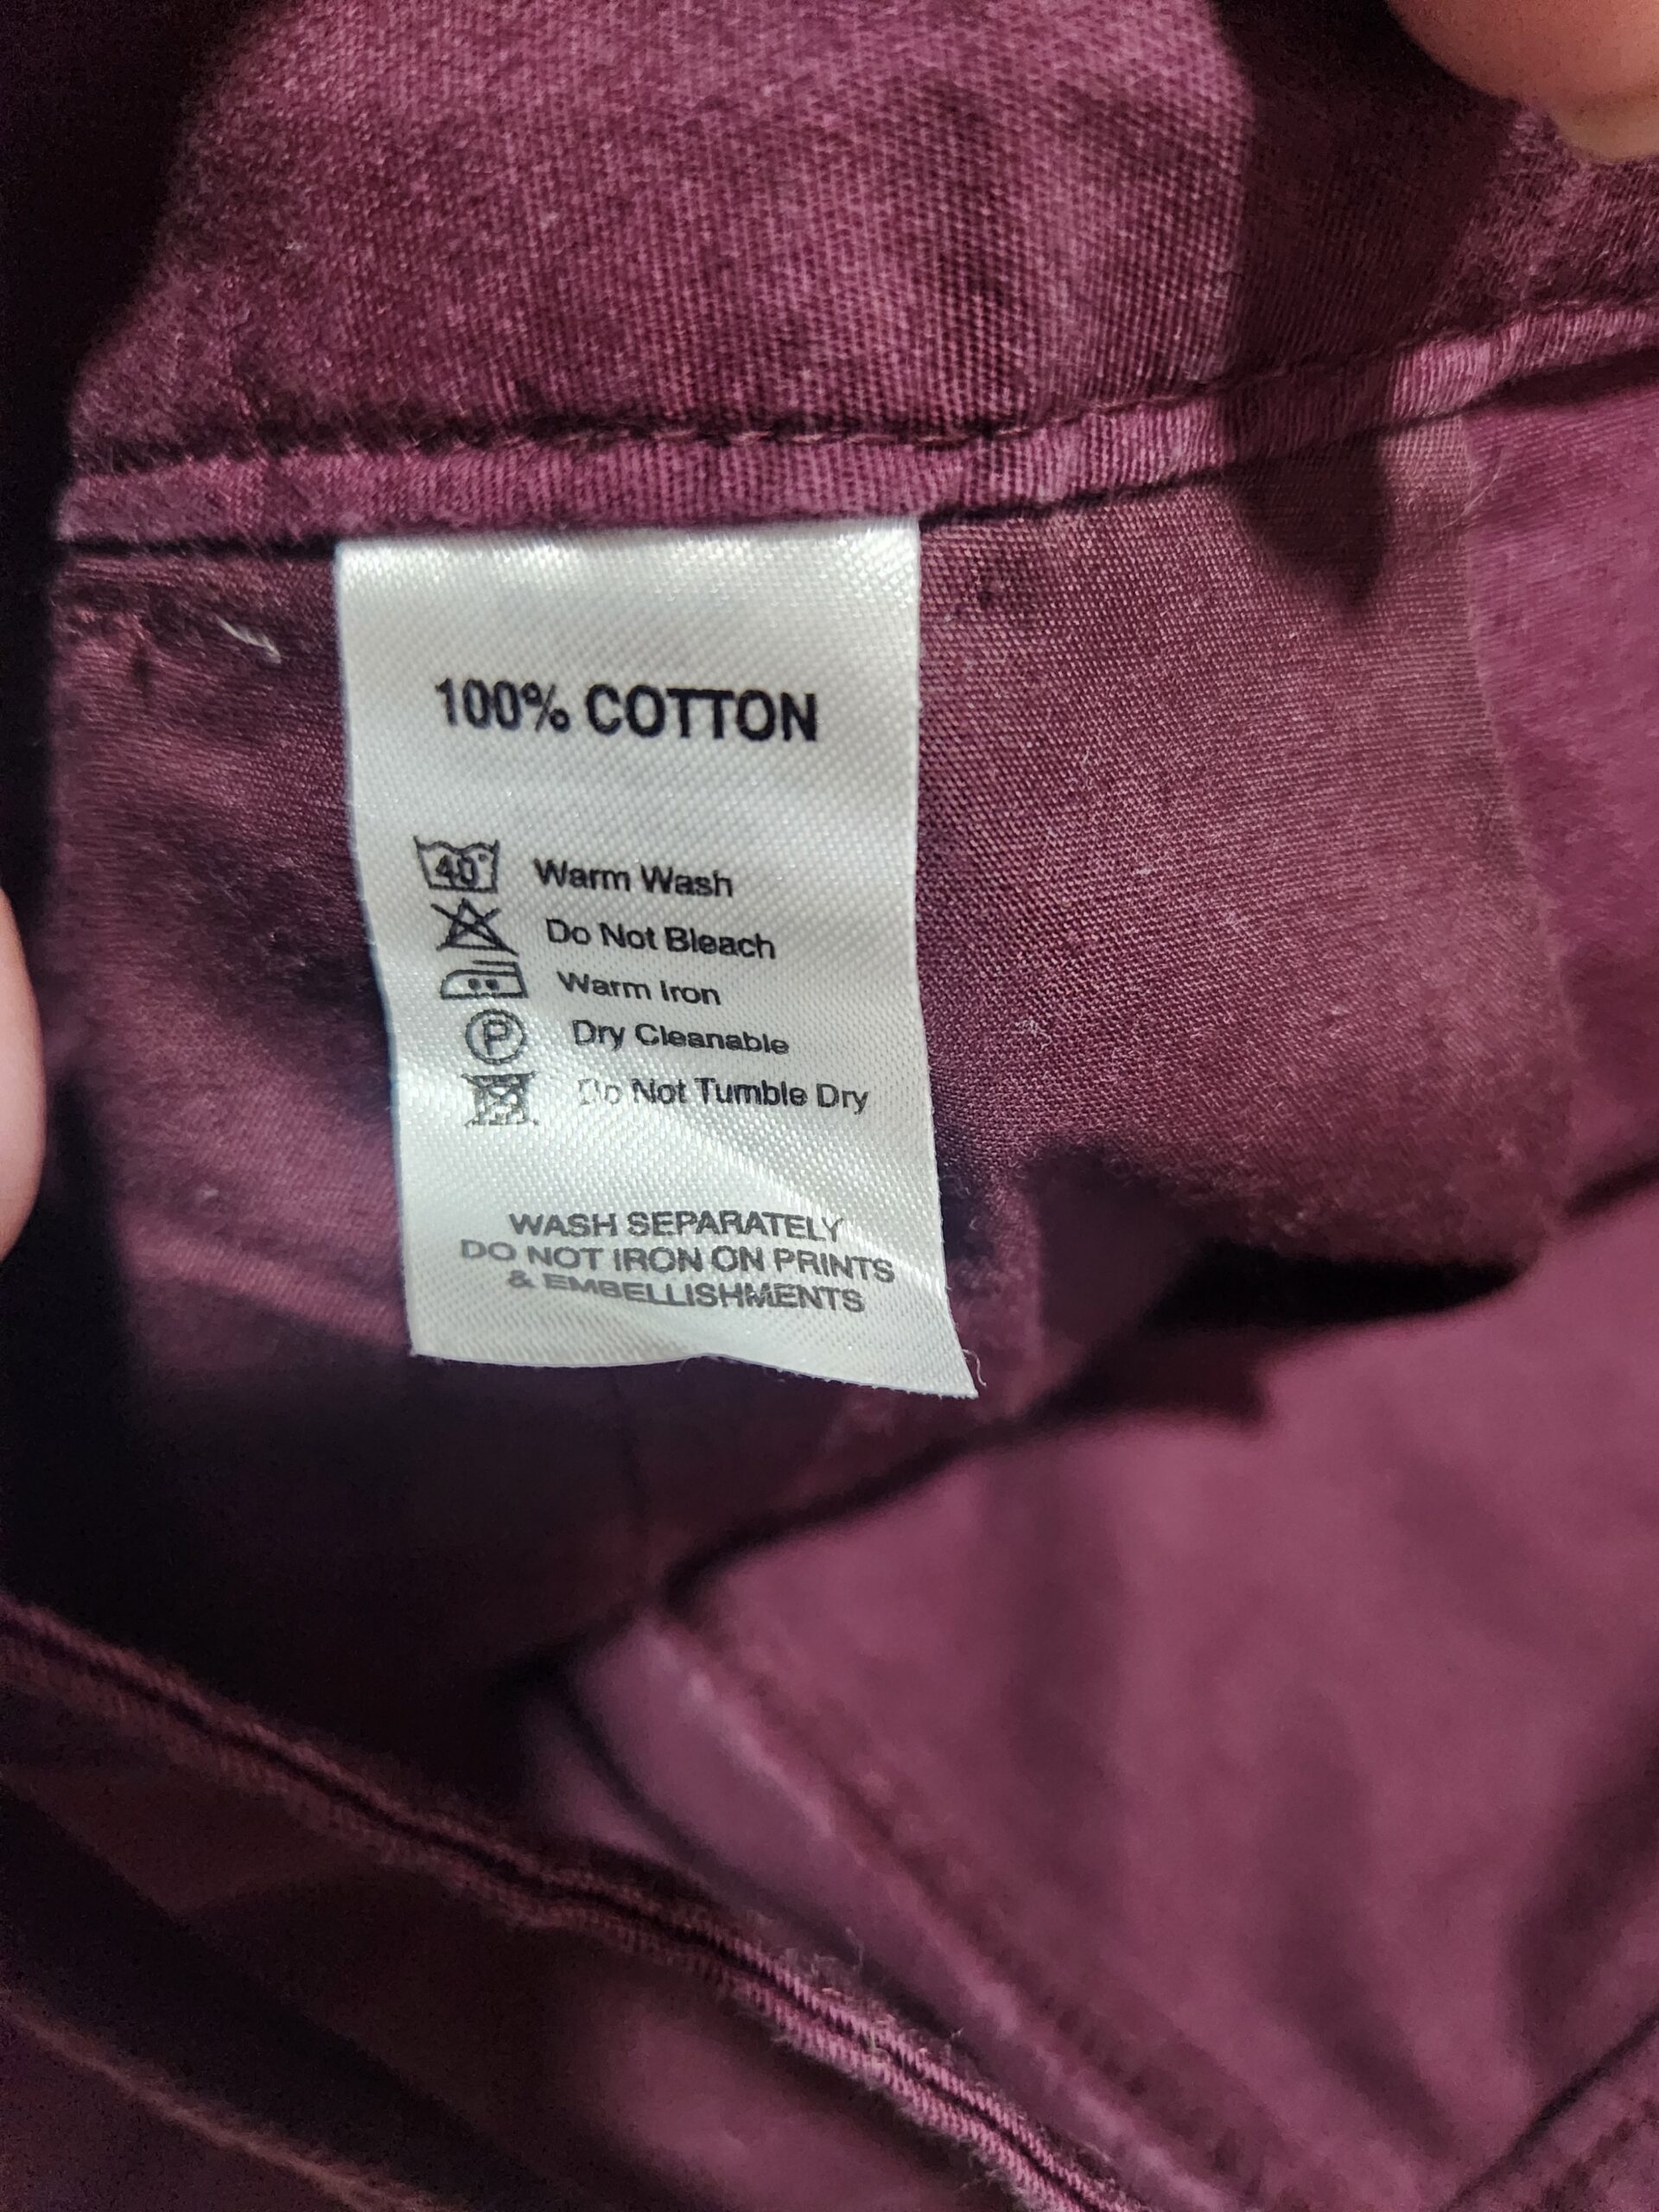 100% COTTON
40° Warm Wash
Do Not Bleach
Warm Iron
P Dry Cleanable
Do Not Tumble Dry
WASH SEPARATELY
DO NOT IRON ON PRINTS
& EMBELLISHMENTS